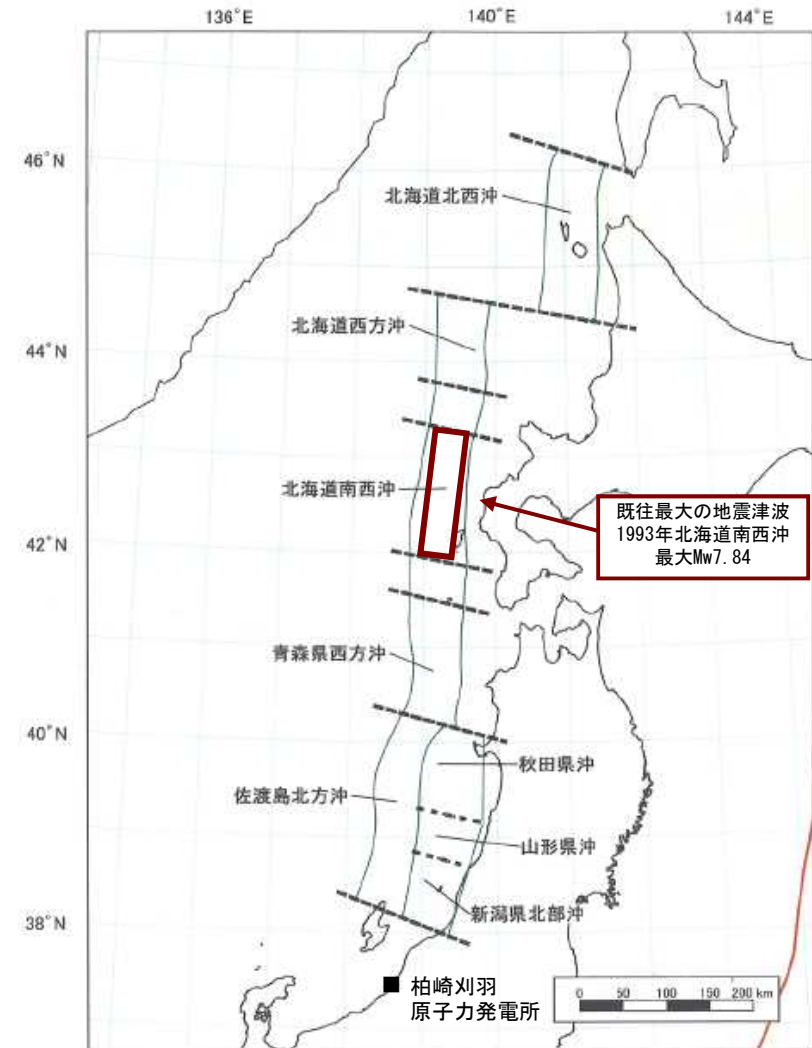 136°E 140°E 144°E
46°N
北海道北西沖
北海道西方沖
44°N
北海道南西沖
既往最大の地震津波
1993年北海道南西沖
最大Mw7.84
42°N
青森県西方沖
40°N
秋田県沖
佐渡島北方沖
山形県沖
新潟県北部沖
38°N
柏崎刈羽
原子力発電所
0 50 100 150 200 km